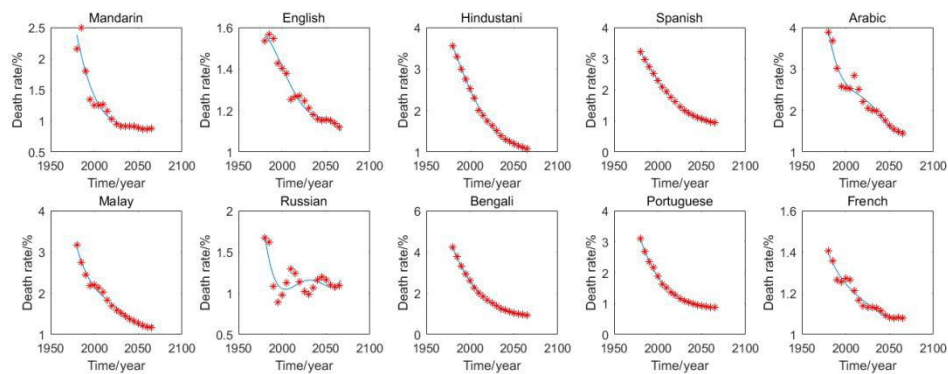 Mandarin
Death rate/%
2.5
2
1.5
1
0.5
1950 2000 2050 2100
Time/year
English
Death rate/%
1.6
1.4
1.2
1
1950 2000 2050 2100
Time/year
Hindustani
Death rate/%
4
3
2
1
1950 2000 2050 2100
Time/year
Spanish
Death rate/%
4
3
2
1
0
1950 2000 2050 2100
Time/year
Arabic
Death rate/%
4
3
2
1
1950 2000 2050 2100
Time/year
Malay
Death rate/%
4
3
2
1
1950 2000 2050 2100
Time/year
Russian
Death rate/%
2
1.5
1
0.5
1950 2000 2050 2100
Time/year
Bengali
Death rate/%
6
4
2
0
1950 2000 2050 2100
Time/year
Portuguese
Death rate/%
4
3
2
1
0
1950 2000 2050 2100
Time/year
French
Death rate/%
1.6
1.4
1.2
1
1950 2000 2050 2100
Time/year